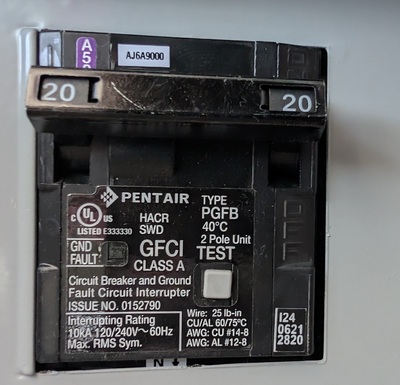 A5
AJ6A9000
20 20
PENTAIR
C UL US
LISTED E333330
HACR
SWD
TYPE
PGFB
40°C
2 Pole Unit
GND
FAULT
GFCI
CLASS A
TEST
Circuit Breaker and Ground
Fault Circuit Interrupter
ISSUE NO. 0152790
Interrupting Rating
10kA 120/240V~60Hz
Max. RMS Sym.
Wire: 25 lb-in
CU/AL 60/75°C
AWG: CU #14-8
AWG: AL #12-8
I24
0621
2820
N